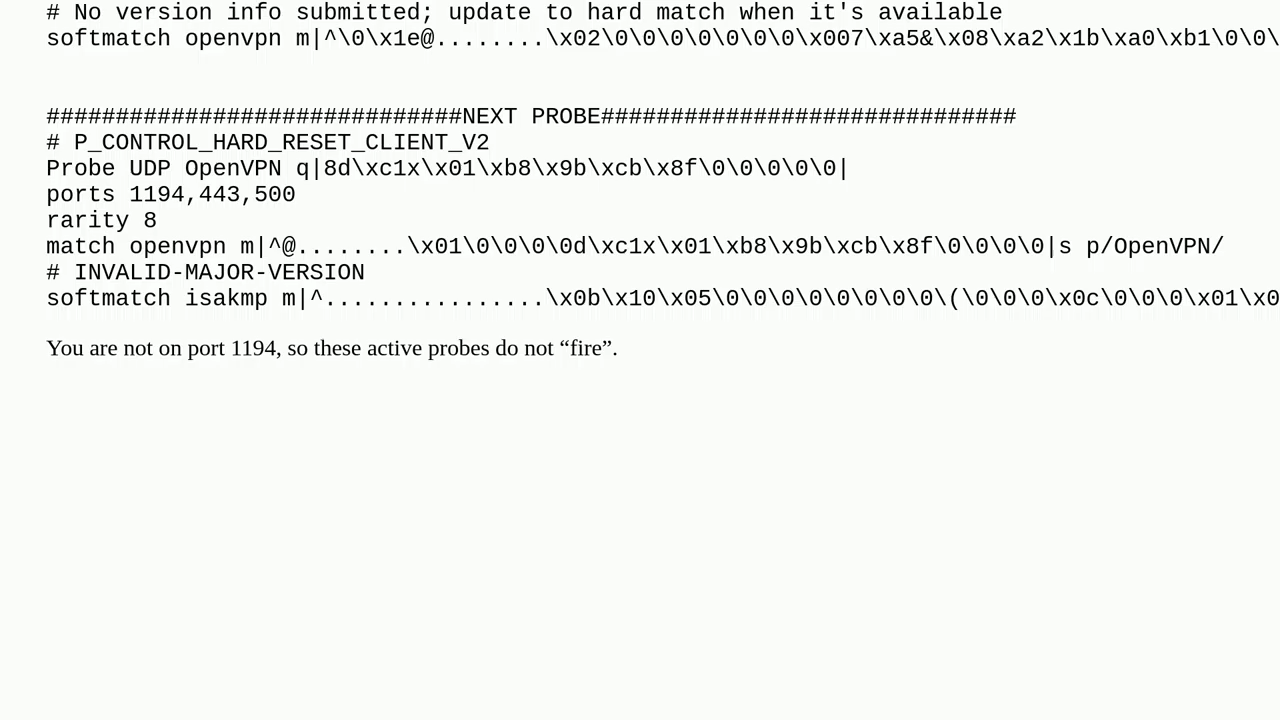 # No version info submitted; update to hard match when it's available
softmatch openvpn m|^\0\x1e@........\x02\0\0\0\0\0\0\0\x007\xa5&\x08\xa2\x1b\xa0\xb1\0\0\
##############################NEXT PROBE##############################
# P_CONTROL_HARD_RESET_CLIENT_V2
Probe UDP OpenVPN q|8d\xc1x\x01\xb8\x9b\xcb\x8f\0\0\0\0\0|
ports 1194,443,500
rarity 8
match openvpn m|^@........\x01\0\0\0\0d\xc1x\x01\xb8\x9b\xcb\x8f\0\0\0\0|s p/OpenVPN/
# INVALID-MAJOR-VERSION
softmatch isakmp m|^................\x0b\x10\x05\0\0\0\0\0\0\0\0\(\0\0\0\x0c\0\0\0\x01\x0
You are not on port 1194, so these active probes do not “fire”.